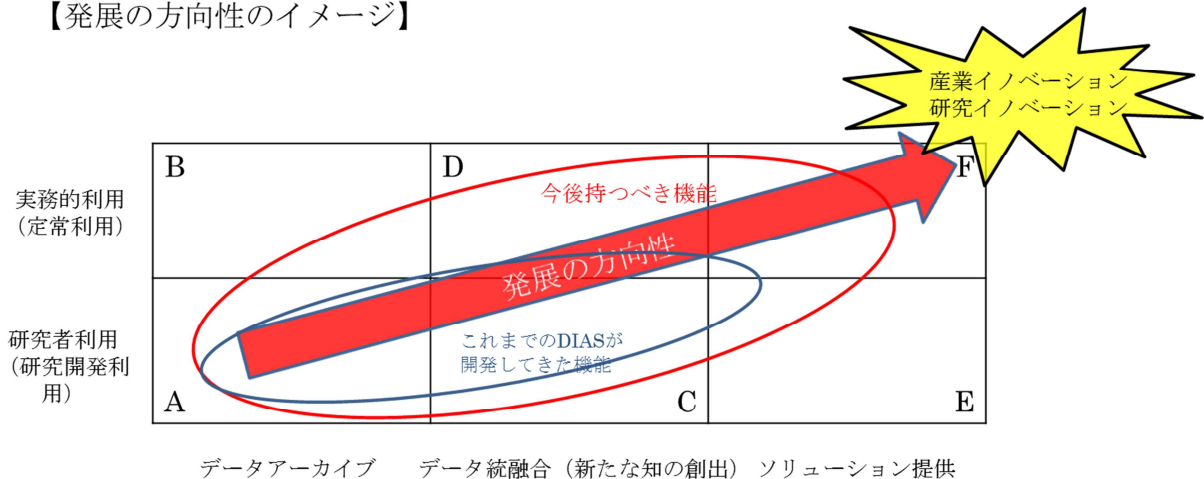 【発展の方向性のイメージ】
産業イノベーション
研究イノベーション
B
D
F
実務的利用
（定常利用）
今後持つべき機能
発展の方向性
研究者利用
（研究開発利
用）
これまでのDIASが
開発してきた機能
A
C
E
データアーカイブ
データ統融合（新たな知の創出）
ソリューション提供